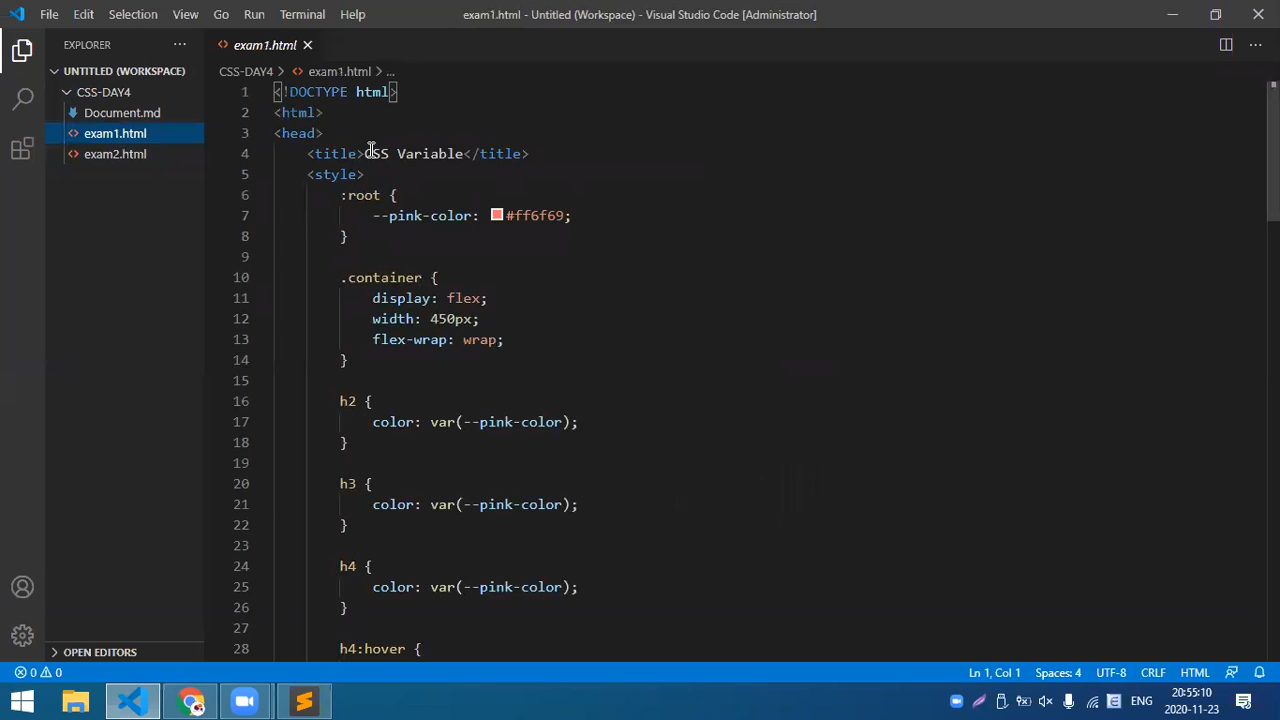 File Edit Selection View Go Run Terminal Help exam1.html - Untitled (Workspace) - Visual Studio Code [Administrator]
EXPLORER
UNTITLED (WORKSPACE)
CSS-DAY4
Document.md
exam1.html
exam2.html
OPEN EDITORS
exam1.html
CSS-DAY4 > exam1.html > ...
1 <!DOCTYPE html>
2 <html>
3 <head>
4 <title>CSS Variable</title>
5 <style>
6 :root {
7 --pink-color: #ff6f69;
8 }
9
10 .container {
11 display: flex;
12 width: 450px;
13 flex-wrap: wrap;
14 }
15
16 h2 {
17 color: var(--pink-color);
18 }
19
20 h3 {
21 color: var(--pink-color);
22 }
23
24 h4 {
25 color: var(--pink-color);
26 }
27
28 h4:hover {
0 0 Ln 1, Col 1 Spaces: 4 UTF-8 CRLF HTML
ENG 20:55:10
2020-11-23